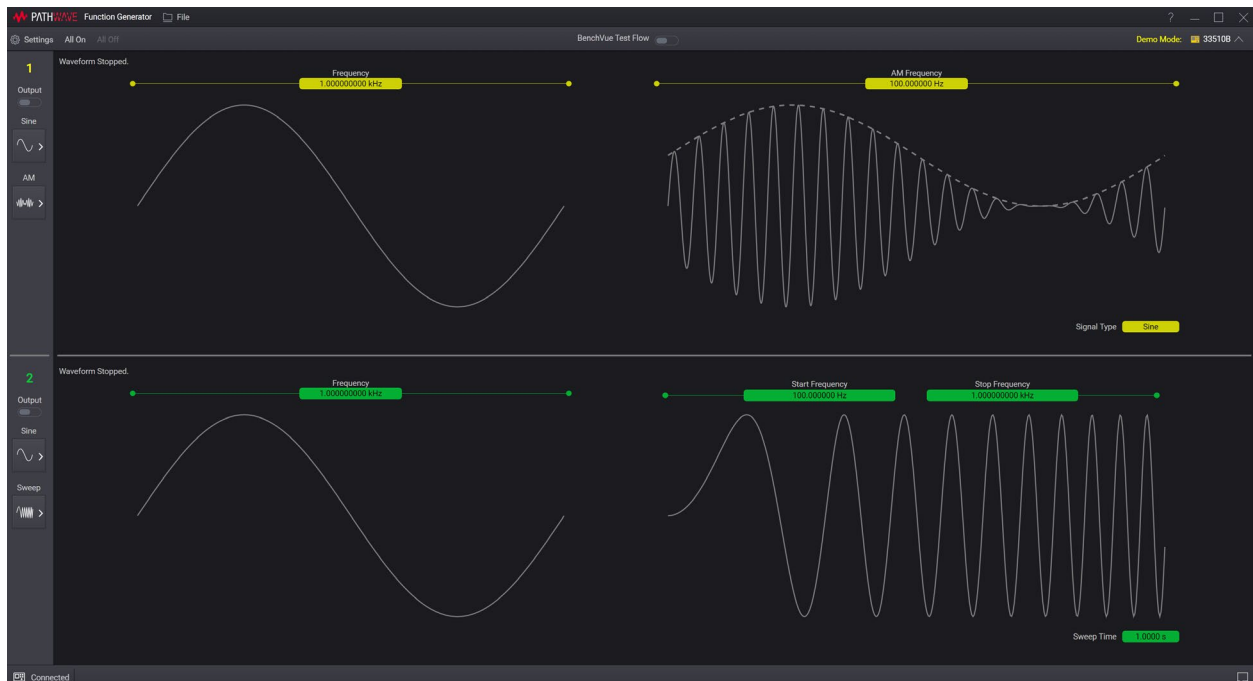 PATHWAVE Function Generator File ?
Settings All On All Off BenchVue Test Flow Demo Mode: 33510B
1
Waveform Stopped.
Output
Sine
AM
Frequency
1.000000000 kHz
AM Frequency
100.000000 Hz
Signal Type Sine
2
Waveform Stopped.
Output
Sine
Sweep
Frequency
1.000000000 kHz
Start Frequency
100.000000 Hz
Stop Frequency
1.000000000 kHz
Sweep Time 1.0000 s
Connected